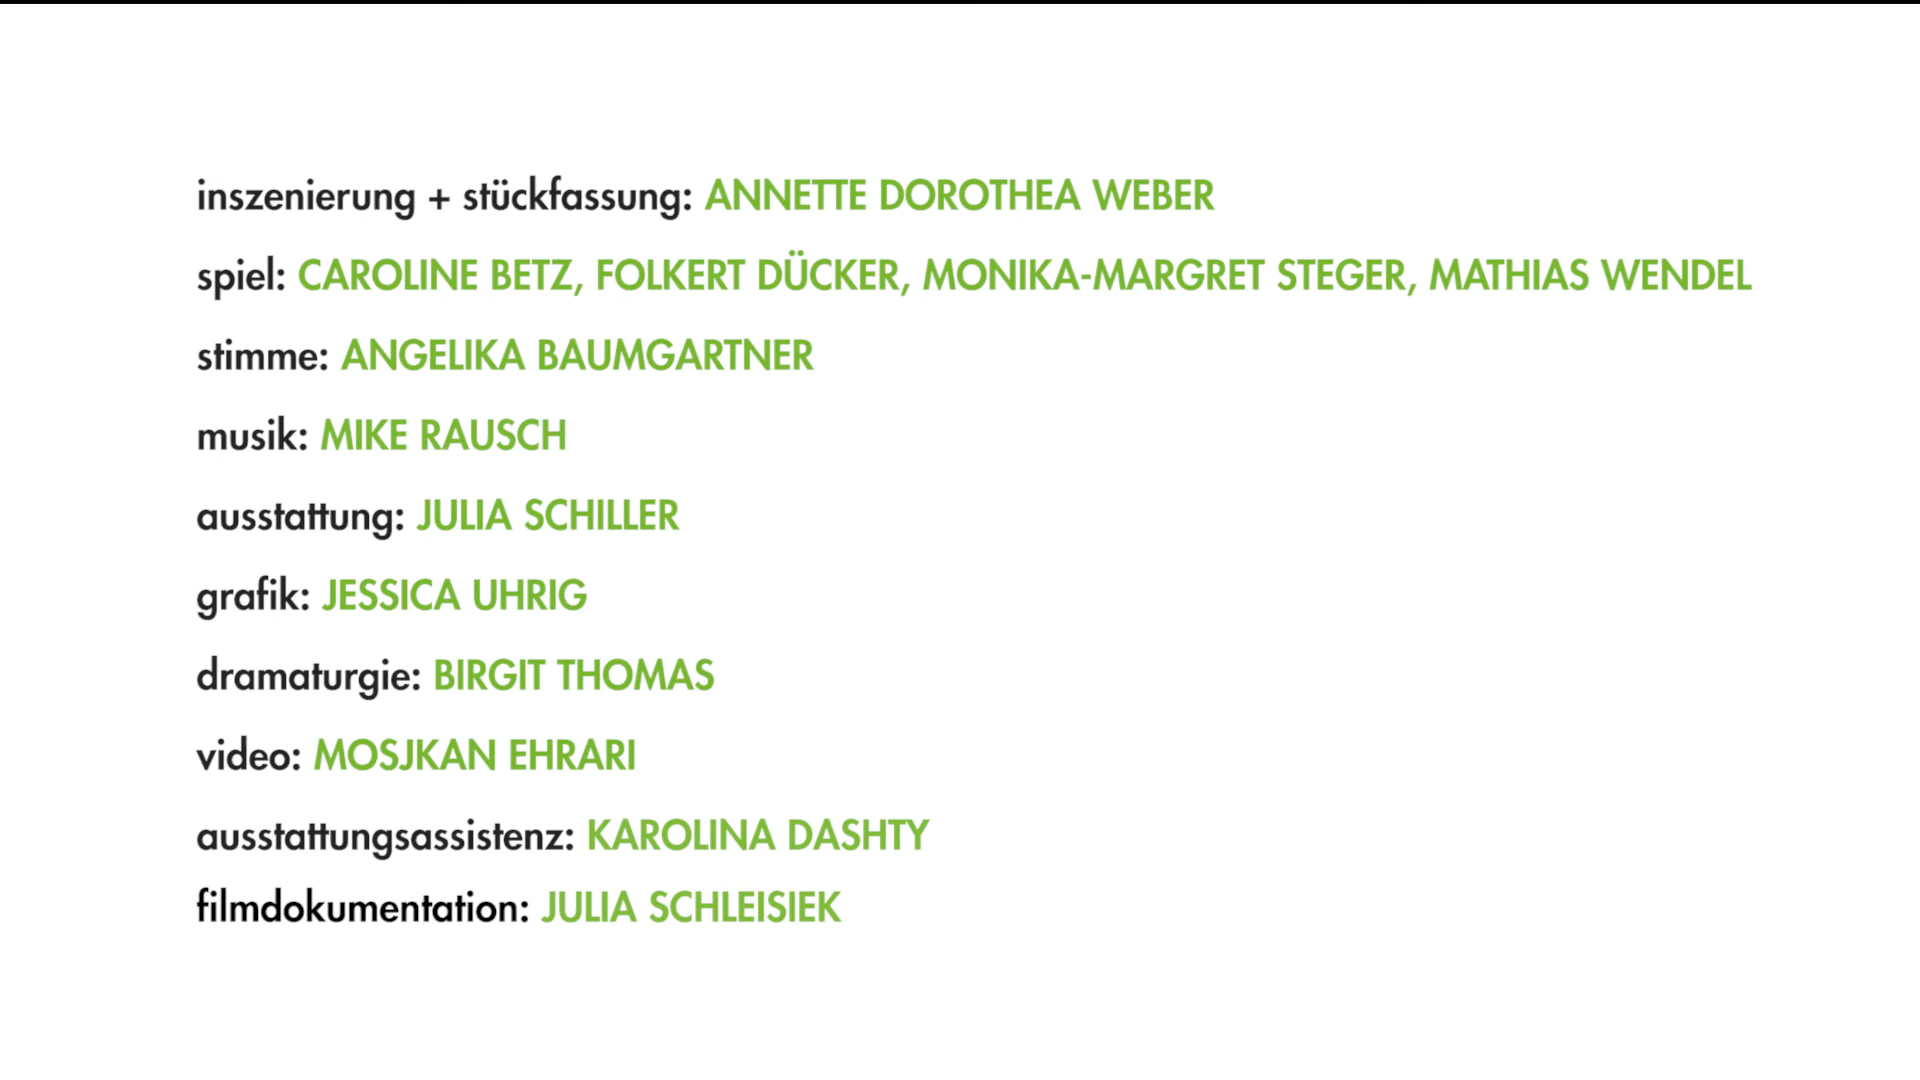 inszenierung + stückfassung: ANNETTE DOROTHEA WEBER
spiel: CAROLINE BETZ, FOLKERT DÜCKER, MONIKA-MARGRET STEGER, MATHIAS WENDEL
stimme: ANGELIKA BAUMGARTNER
musik: MIKE RAUSCH
ausstattung: JULIA SCHILLER
grafik: JESSICA UHRIG
dramaturgie: BIRGIT THOMAS
video: MOSJKAN EHRARI
ausstattungsassistenz: KAROLINA DASHTY
filmdokumentation: JULIA SCHLEISIEK